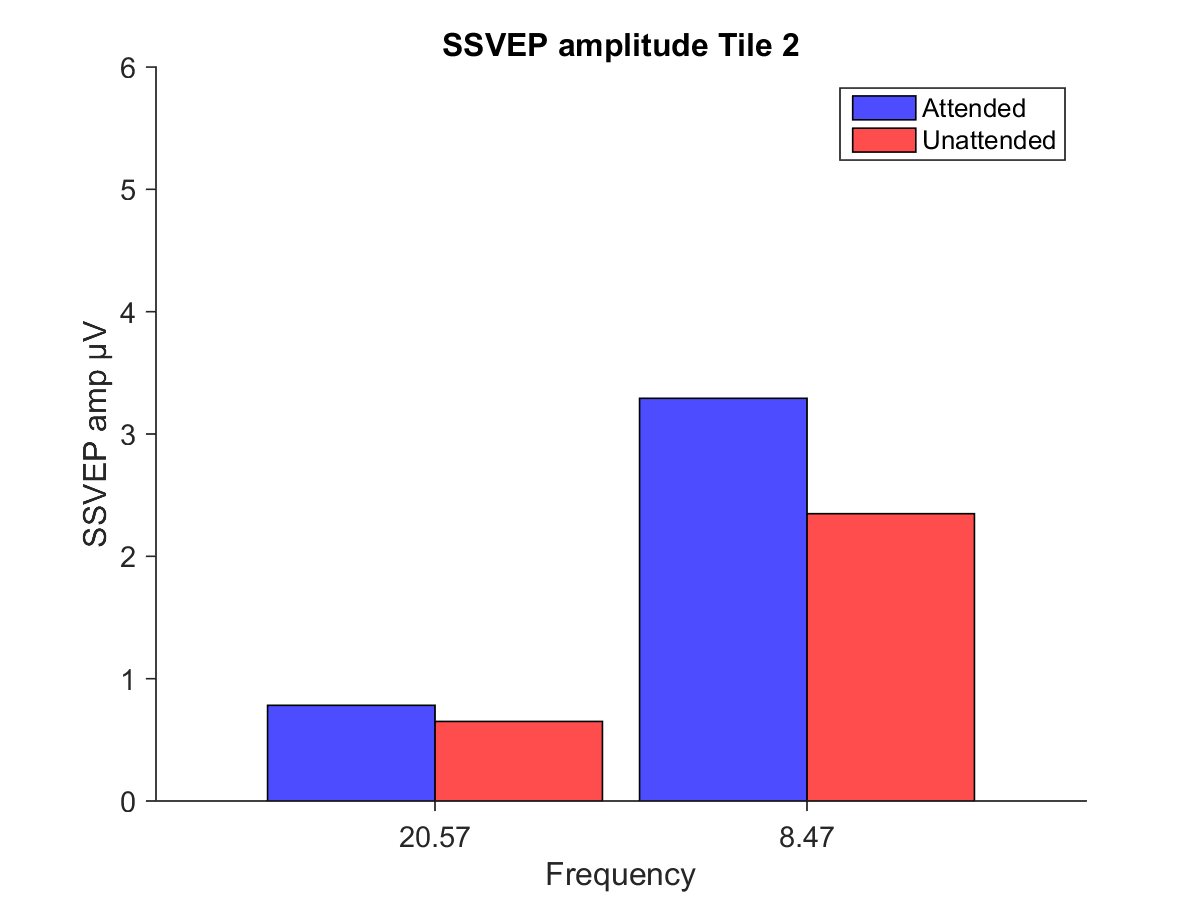 SSVEP amplitude Tile 2
Attended
Unattended
6
5
4
3
2
1
0
SSVEP amp µV
20.57
8.47
Frequency